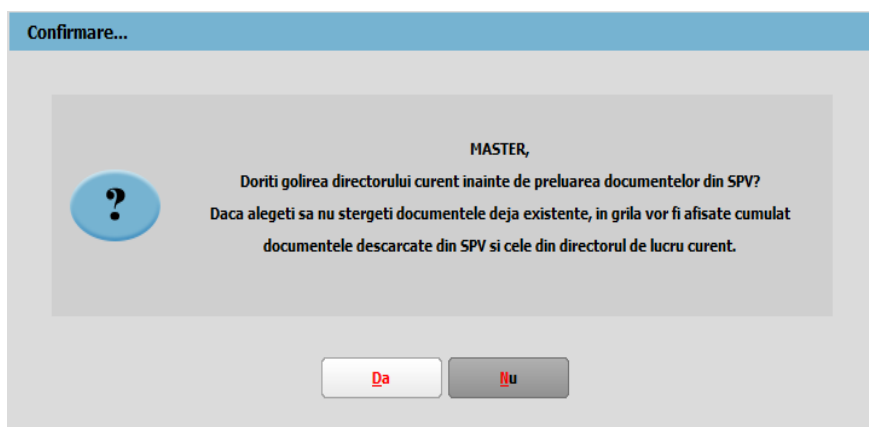 Confirmare...
MASTER,
Doriti golirea directorului curent inainte de preluarea documentelor din SPV?
Daca alegeti sa nu stergeti documentele deja existente, in grila vor fi afisate cumulat
documentele descarcate din SPV si cele din directorul de lucru curent.
?
Da
Nu